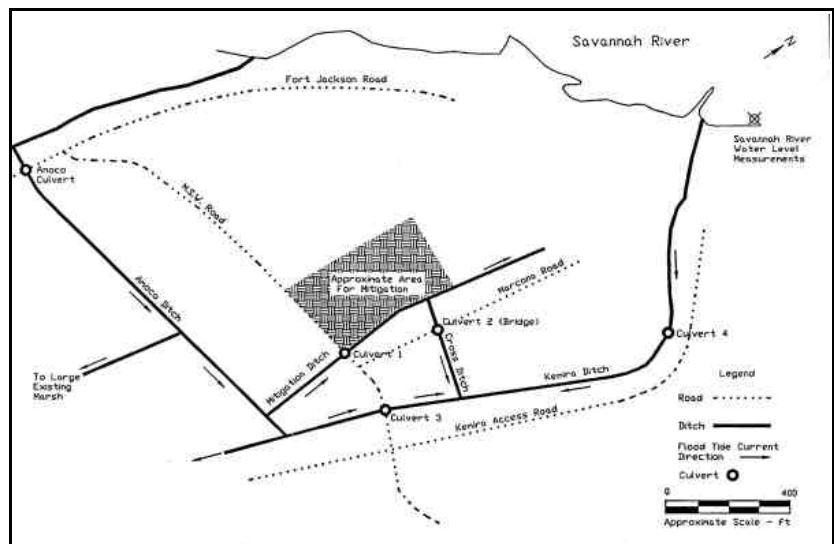 Savannah River
N
Fort Jackson Road
Savannah River
Water Level
Measurements
Anoco
Culvert
M.S.W. Road
Approximate Area
For Mitigation
Marcona Road
Anoco Ditch
Culvert 2 (Bridge)
Culvert 4
Culvert 1
Cross Ditch
Mitigation Ditch
Kemira Ditch
To Large
Existing
Marsh
Culvert 3
Kemira Access Road
Legend
Road
Ditch
Flood Tide Current
Direction
Culvert
0 400
Approximate Scale - ft